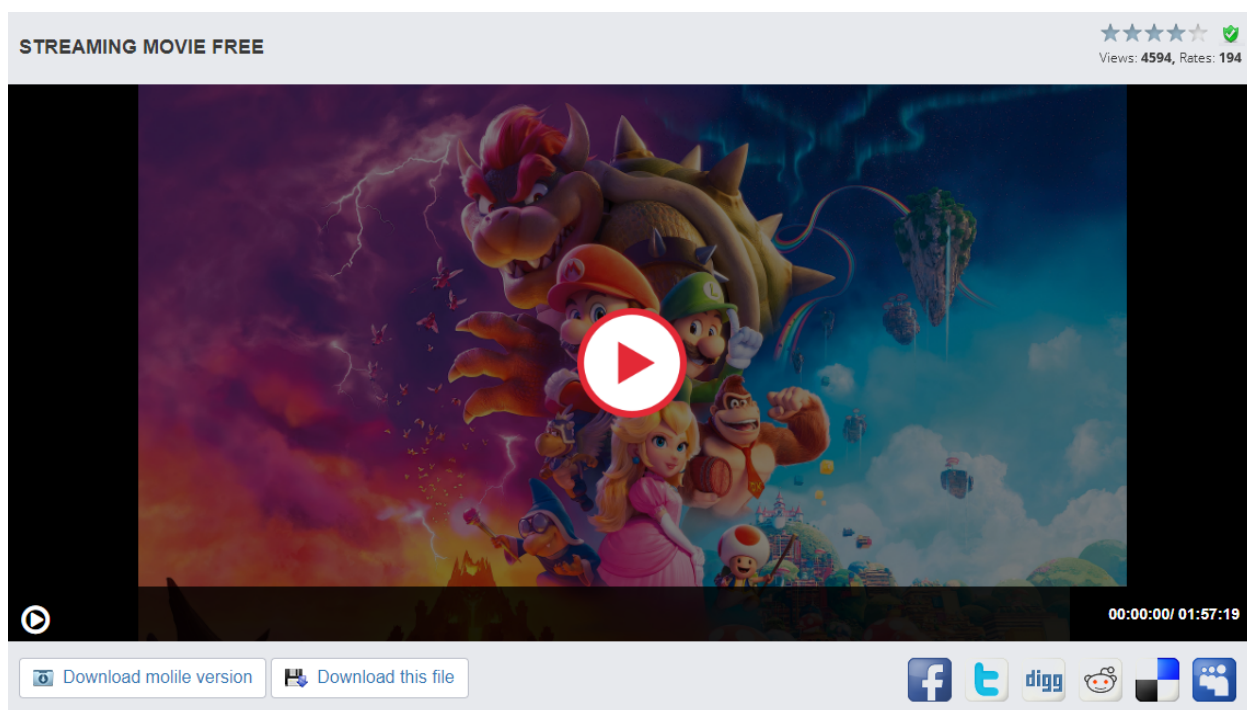 STREAMING MOVIE FREE
Views: 4594, Rates: 194
M
L
00:00:00/ 01:57:19
Download molile version
Download this file
f
t
digg